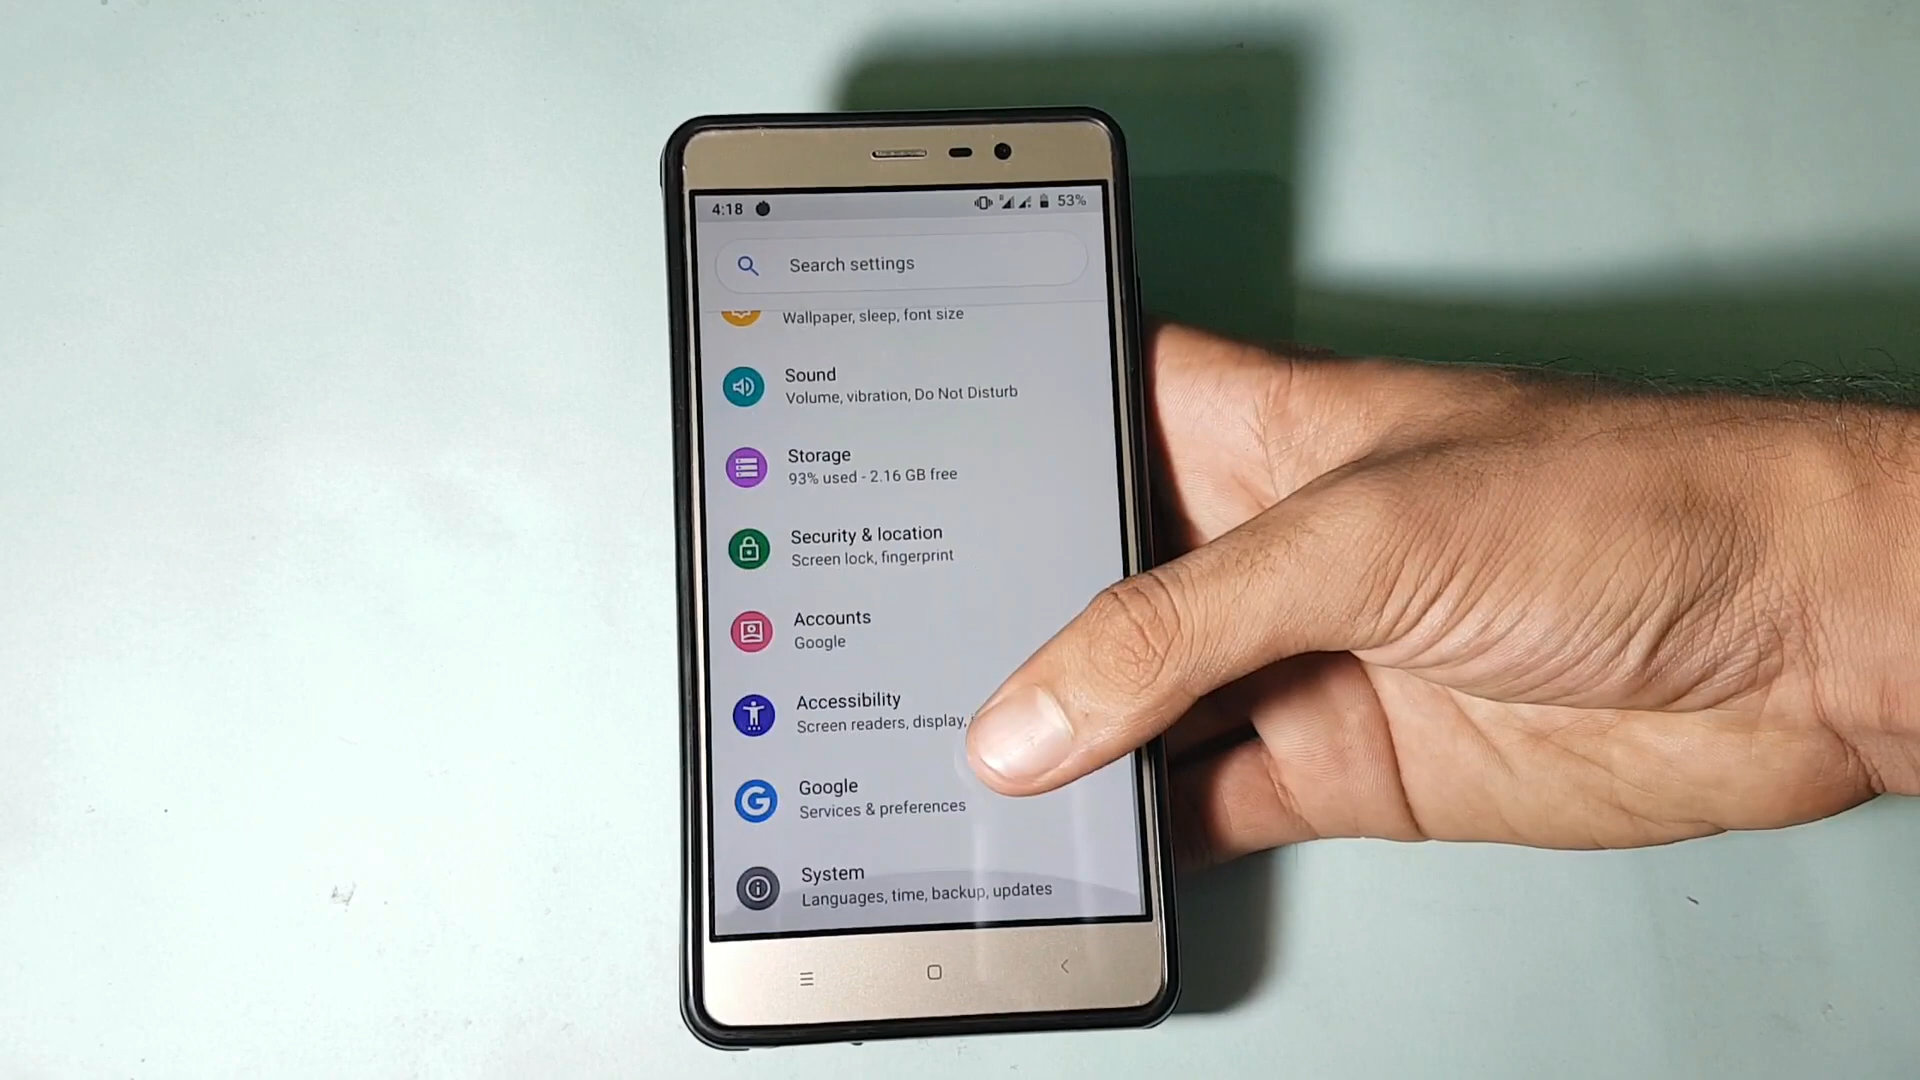 4:18 53%
Search settings
Wallpaper, sleep, font size
Sound
Volume, vibration, Do Not Disturb
Storage
93% used - 2.16 GB free
Security & location
Screen lock, fingerprint
Accounts
Google
Accessibility
Screen readers, display,
Google
Services & preferences
System
Languages, time, backup, updates